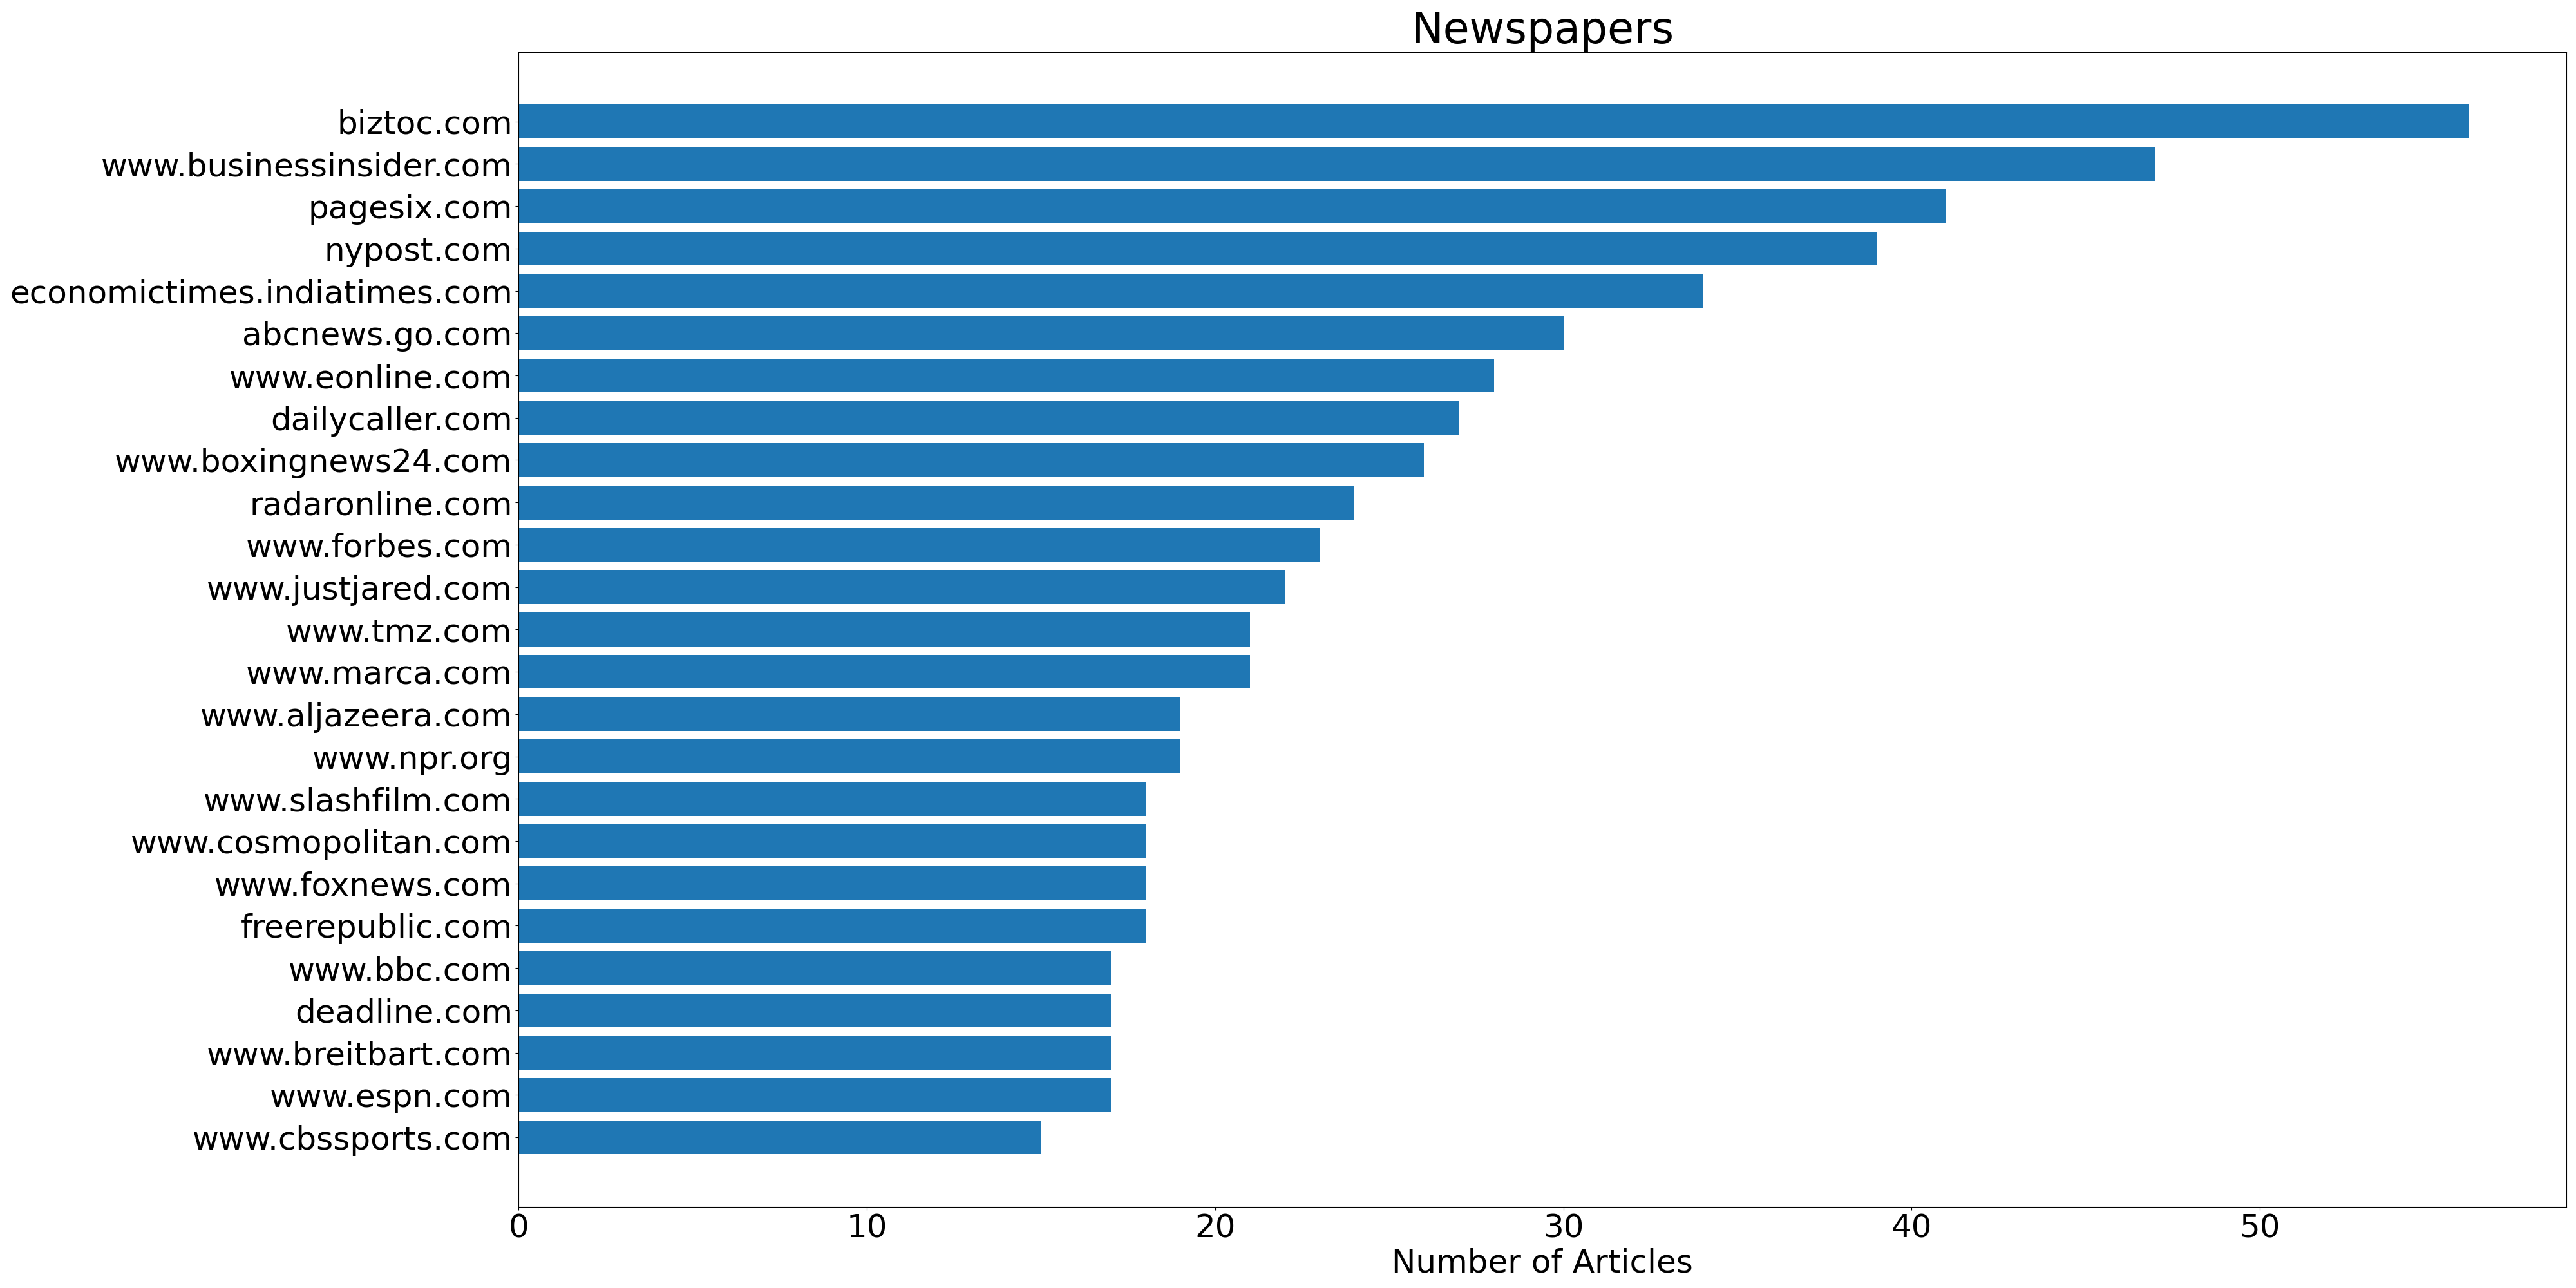 Newspapers
biztoc.com
www.businessinsider.com
pagesix.com
nypost.com
economictimes.indiatimes.com
abcnews.go.com
www.eonline.com
dailycaller.com
www.boxingnews24.com
radaronline.com
www.forbes.com
www.justjared.com
www.tmz.com
www.marca.com
www.aljazeera.com
www.npr.org
www.slashfilm.com
www.cosmopolitan.com
www.foxnews.com
freerepublic.com
www.bbc.com
deadline.com
www.breitbart.com
www.espn.com
www.cbssports.com
0 10 20 30 40 50
Number of Articles